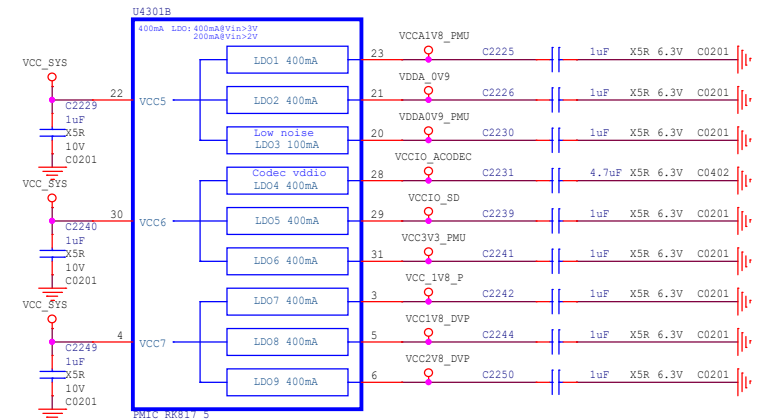 U4301B
400mA LDO:400mA@Vin>3V
200mA@Vin>2V
VCC_SYS
22
VCC5
C2229
1uF
X5R
10V
C0201
LDO1 400mA
23
VCCA1V8_PMU
C2225
1uF X5R 6.3V C0201
LDO2 400mA
21
VDDA_0V9
C2226
1uF X5R 6.3V C0201
Low noise
LDO3 100mA
20
VDDA0V9_PMU
C2230
1uF X5R 6.3V C0201
VCC_SYS
30
VCC6
C2240
1uF
X5R
10V
C0201
Codec vddio
LDO4 400mA
28
VCCIO_ACODEC
C2231
4.7uF X5R 6.3V C0402
LDO5 400mA
29
VCCIO_SD
C2239
1uF X5R 6.3V C0201
LDO6 400mA
31
VCC3V3_PMU
C2241
1uF X5R 6.3V C0201
VCC_SYS
4
VCC7
C2249
1uF
X5R
10V
C0201
LDO7 400mA
3
VCC_1V8_P
C2242
1uF X5R 6.3V C0201
LDO8 400mA
5
VCC1V8_DVP
C2244
1uF X5R 6.3V C0201
LDO9 400mA
6
VCC2V8_DVP
C2250
1uF X5R 6.3V C0201
PMIC_RK817_5